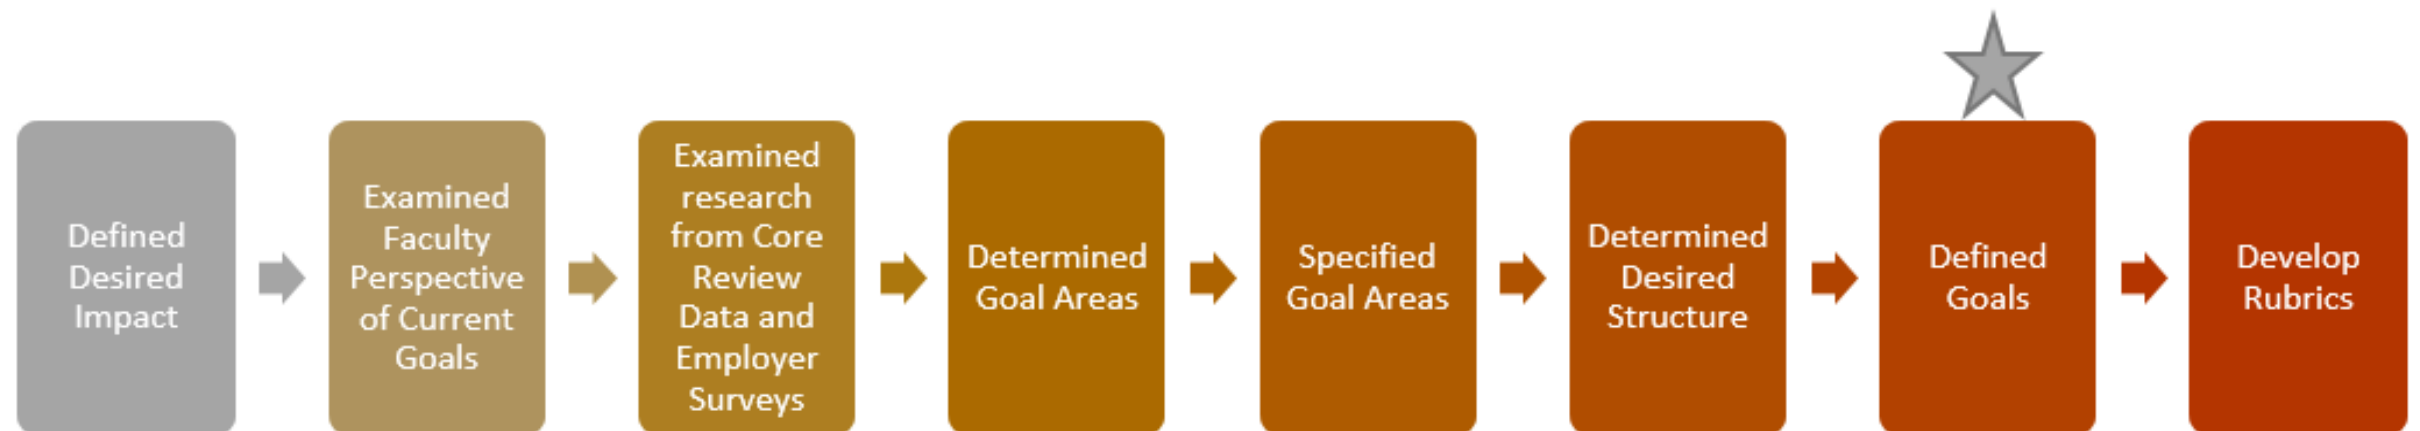 Defined
Desired
Impact
Examined
Faculty
Perspective
of Current
Goals
Examined
research
from Core
Review
Data and
Employer
Surveys
Determined
Goal Areas
Specified
Goal Areas
Determined
Desired
Structure
Defined
Goals
Develop
Rubrics